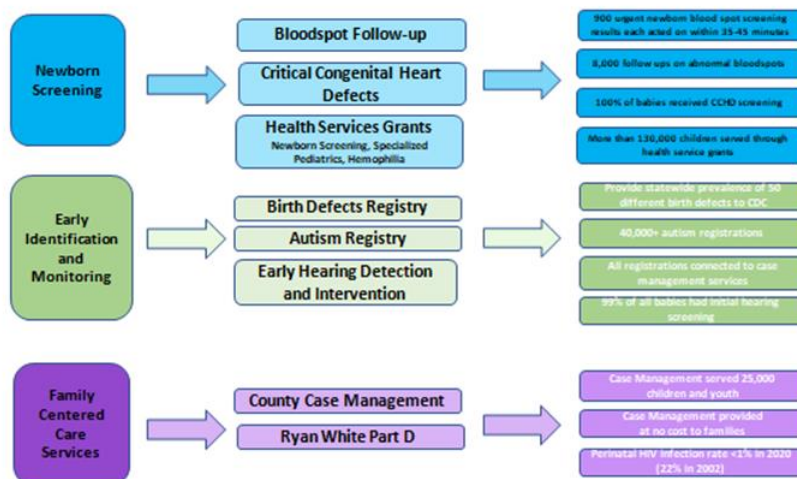 Newborn
Screening
Bloodspot Follow-up
Critical Congenital Heart
Defects
Health Services Grants
Newborn Screening, Specialized
Pediatrics, Hemophilia
900 urgent newborn blood spot screening
results each acted on within 35-45 minutes
8,000 follow ups on abnormal bloodspots
100% of babies received CCHD screening
More than 130,000 children served through
health service grants
Early
Identification
and
Monitoring
Birth Defects Registry
Autism Registry
Early Hearing Detection
and Intervention
Provide statewide prevalence of 50
different birth defects to CDC
40,000+ autism registrations
All registrations connected to case
management services
99% of all babies had initial hearing
screening
Family
Centered
Care
Services
County Case Management
Ryan White Part D
Case Management served 25,000
children and youth
Case Management provided
at no cost to families
Perinatal HIV infection rate <1% in 2020
(22% in 2002)